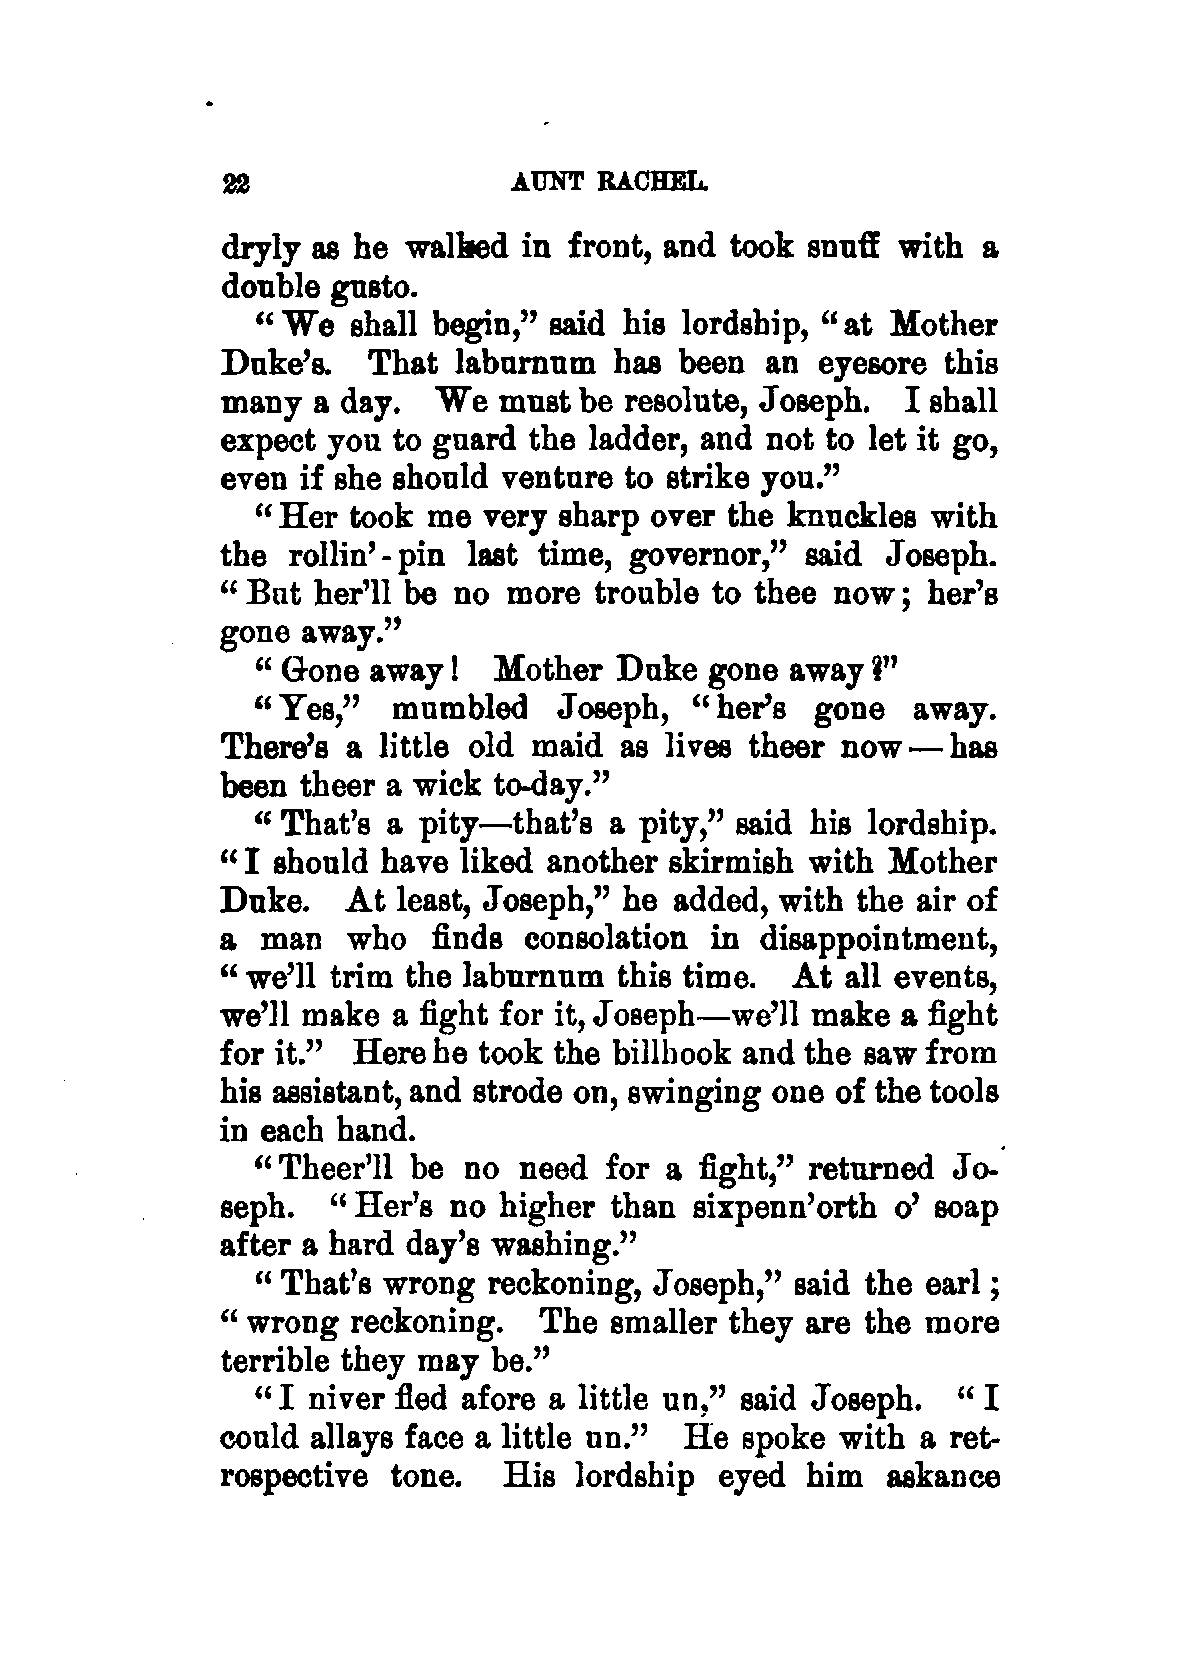 22 AUNT RACHEL.
dryly as he walked in front, and took snuff with a
double gusto.
“We shall begin,” said his lordship, “at Mother
Duke’s. That laburnum has been an eyesore this
many a day. We must be resolute, Joseph. I shall
expect you to guard the ladder, and not to let it go,
even if she should venture to strike you.”
“Her took me very sharp over the knuckles with
the rollin’-pin last time, governor,” said Joseph.
“But her’ll be no more trouble to thee now; her’s
gone away.”
“Gone away! Mother Duke gone away?”
“Yes,” mumbled Joseph, “her’s gone away.
There’s a little old maid as lives theer now—has
been theer a wick to-day.”
“That’s a pity—that’s a pity,” said his lordship.
“I should have liked another skirmish with Mother
Duke. At least, Joseph,” he added, with the air of
a man who finds consolation in disappointment,
“we’ll trim the laburnum this time. At all events,
we’ll make a fight for it, Joseph—we’ll make a fight
for it.” Here he took the billhook and the saw from
his assistant, and strode on, swinging one of the tools
in each hand.
“Theer’ll be no need for a fight,” returned Jo-
seph. “Her’s no higher than sixpenn’orth o’ soap
after a hard day’s washing.”
“That’s wrong reckoning, Joseph,” said the earl;
“wrong reckoning. The smaller they are the more
terrible they may be.”
“I niver fled afore a little un,” said Joseph. “I
could allays face a little un.” He spoke with a ret-
rospective tone. His lordship eyed him askance